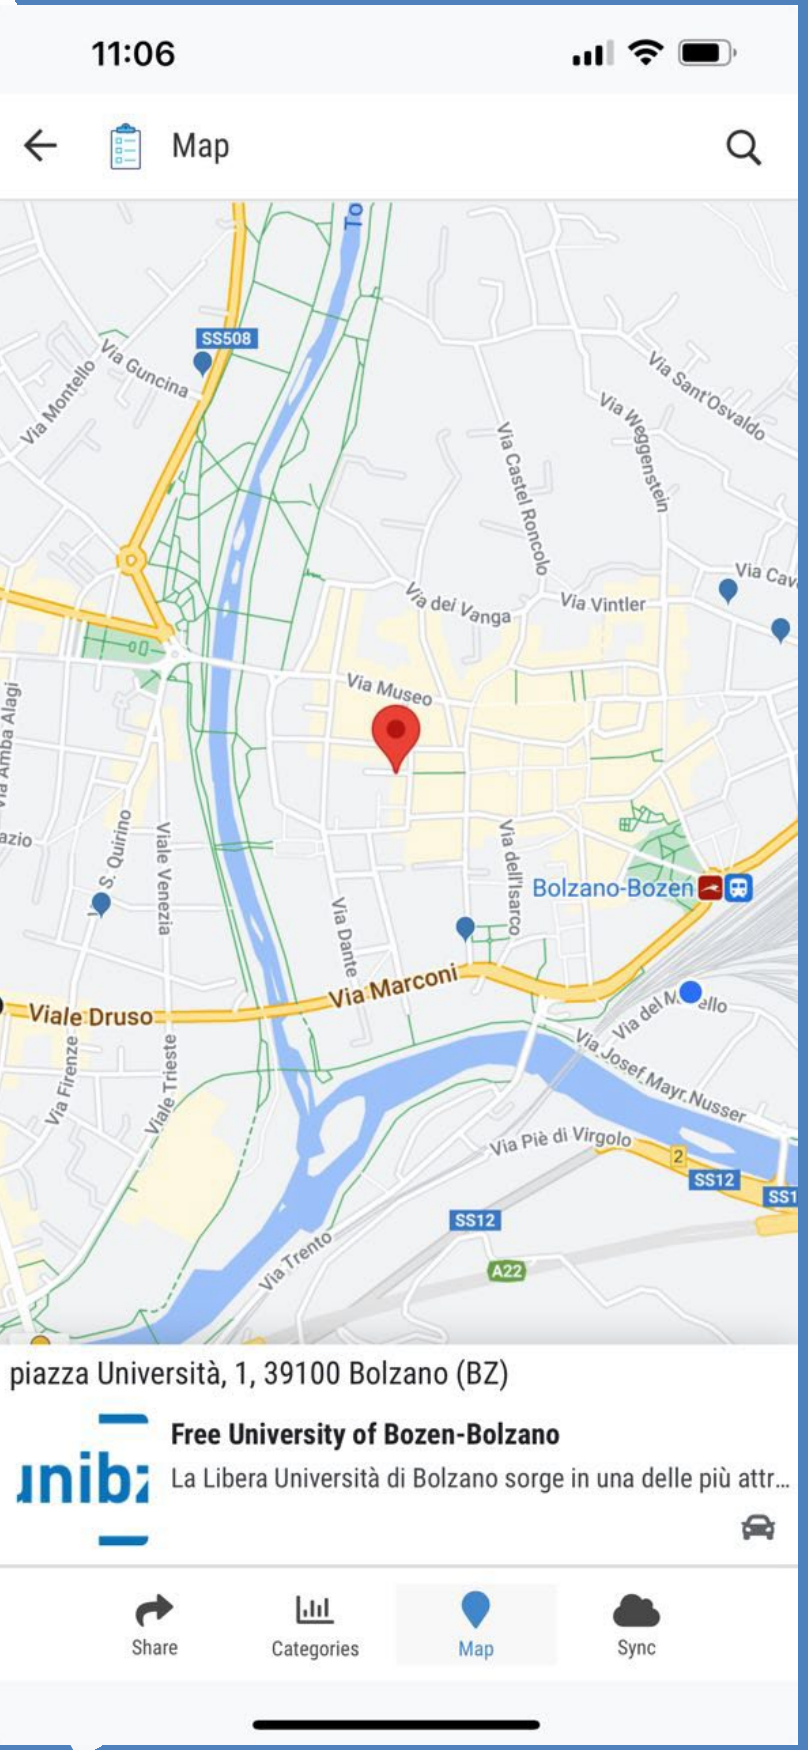 11:06
Map
To
SS508
Via Guncina
Via Montello
Via Sant'Osvaldo
Via Weggenstein
Via Castel Roncolo
Via Cav
Via dei Vanga
Via Vintler
Via Museo
Via Amba Alagi
azio
S. Quirino
Viale Venezia
Via dell'Isarco
Bolzano-Bozen
Via Dante
Via Marconi
Viale Druso
Via del M ello
Via Josef Mayr Nusser
Via Firenze
Viale Trieste
Via Piè di Virgolo
2
SS12
SS1
SS12
Via Trento
A22
piazza Università, 1, 39100 Bolzano (BZ)
Free University of Bozen-Bolzano
unibz
La Libera Università di Bolzano sorge in una delle più attr...
Share
Categories
Map
Sync